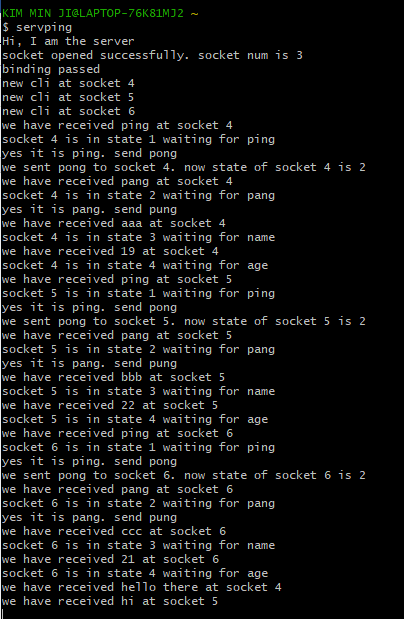 KIM MIN JI@LAPTOP-76K81MJ2 ~
$ servping
Hi, I am the server
socket opened successfully. socket num is 3
binding passed
new cli at socket 4
new cli at socket 5
new cli at socket 6
we have received ping at socket 4
socket 4 is in state 1 waiting for ping
yes it is ping. send pong
we sent pong to socket 4. now state of socket 4 is 2
we have received pang at socket 4
socket 4 is in state 2 waiting for pang
yes it is pang. send pung
we have received aaa at socket 4
socket 4 is in state 3 waiting for name
we have received 19 at socket 4
socket 4 is in state 4 waiting for age
we have received ping at socket 5
socket 5 is in state 1 waiting for ping
yes it is ping. send pong
we sent pong to socket 5. now state of socket 5 is 2
we have received pang at socket 5
socket 5 is in state 2 waiting for pang
yes it is pang. send pung
we have received bbb at socket 5
socket 5 is in state 3 waiting for name
we have received 22 at socket 5
socket 5 is in state 4 waiting for age
we have received ping at socket 6
socket 6 is in state 1 waiting for ping
yes it is ping. send pong
we sent pong to socket 6. now state of socket 6 is 2
we have received pang at socket 6
socket 6 is in state 2 waiting for pang
yes it is pang. send pung
we have received ccc at socket 6
socket 6 is in state 3 waiting for name
we have received 21 at socket 6
socket 6 is in state 4 waiting for age
we have received hello there at socket 4
we have received hi at socket 5